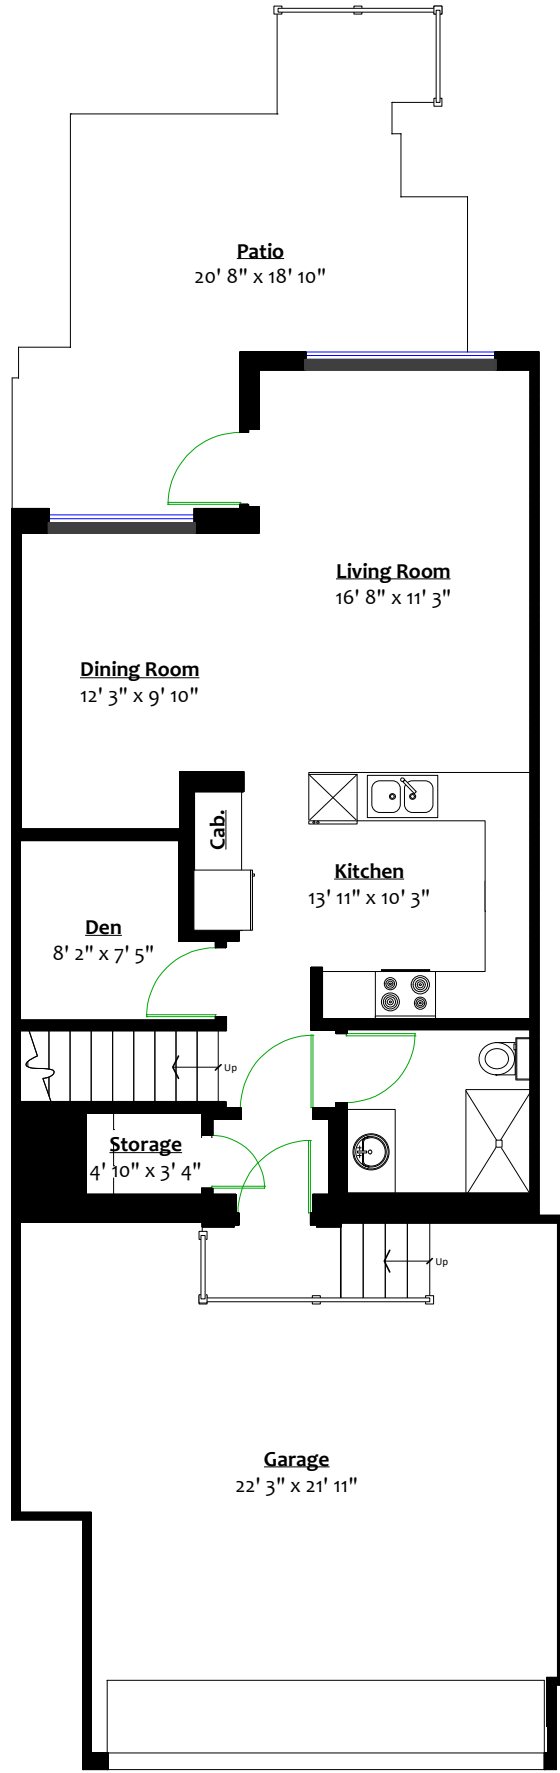 Patio
20' 8" x 18' 10"
Living Room
16' 8" x 11' 3"
Dining Room
12' 3" x 9' 10"
Cab.
Kitchen
13' 11" x 10' 3"
Den
8' 2" x 7' 5"
Up
Storage
4' 10" x 3' 4"
Up
Garage
22' 3" x 21' 11"